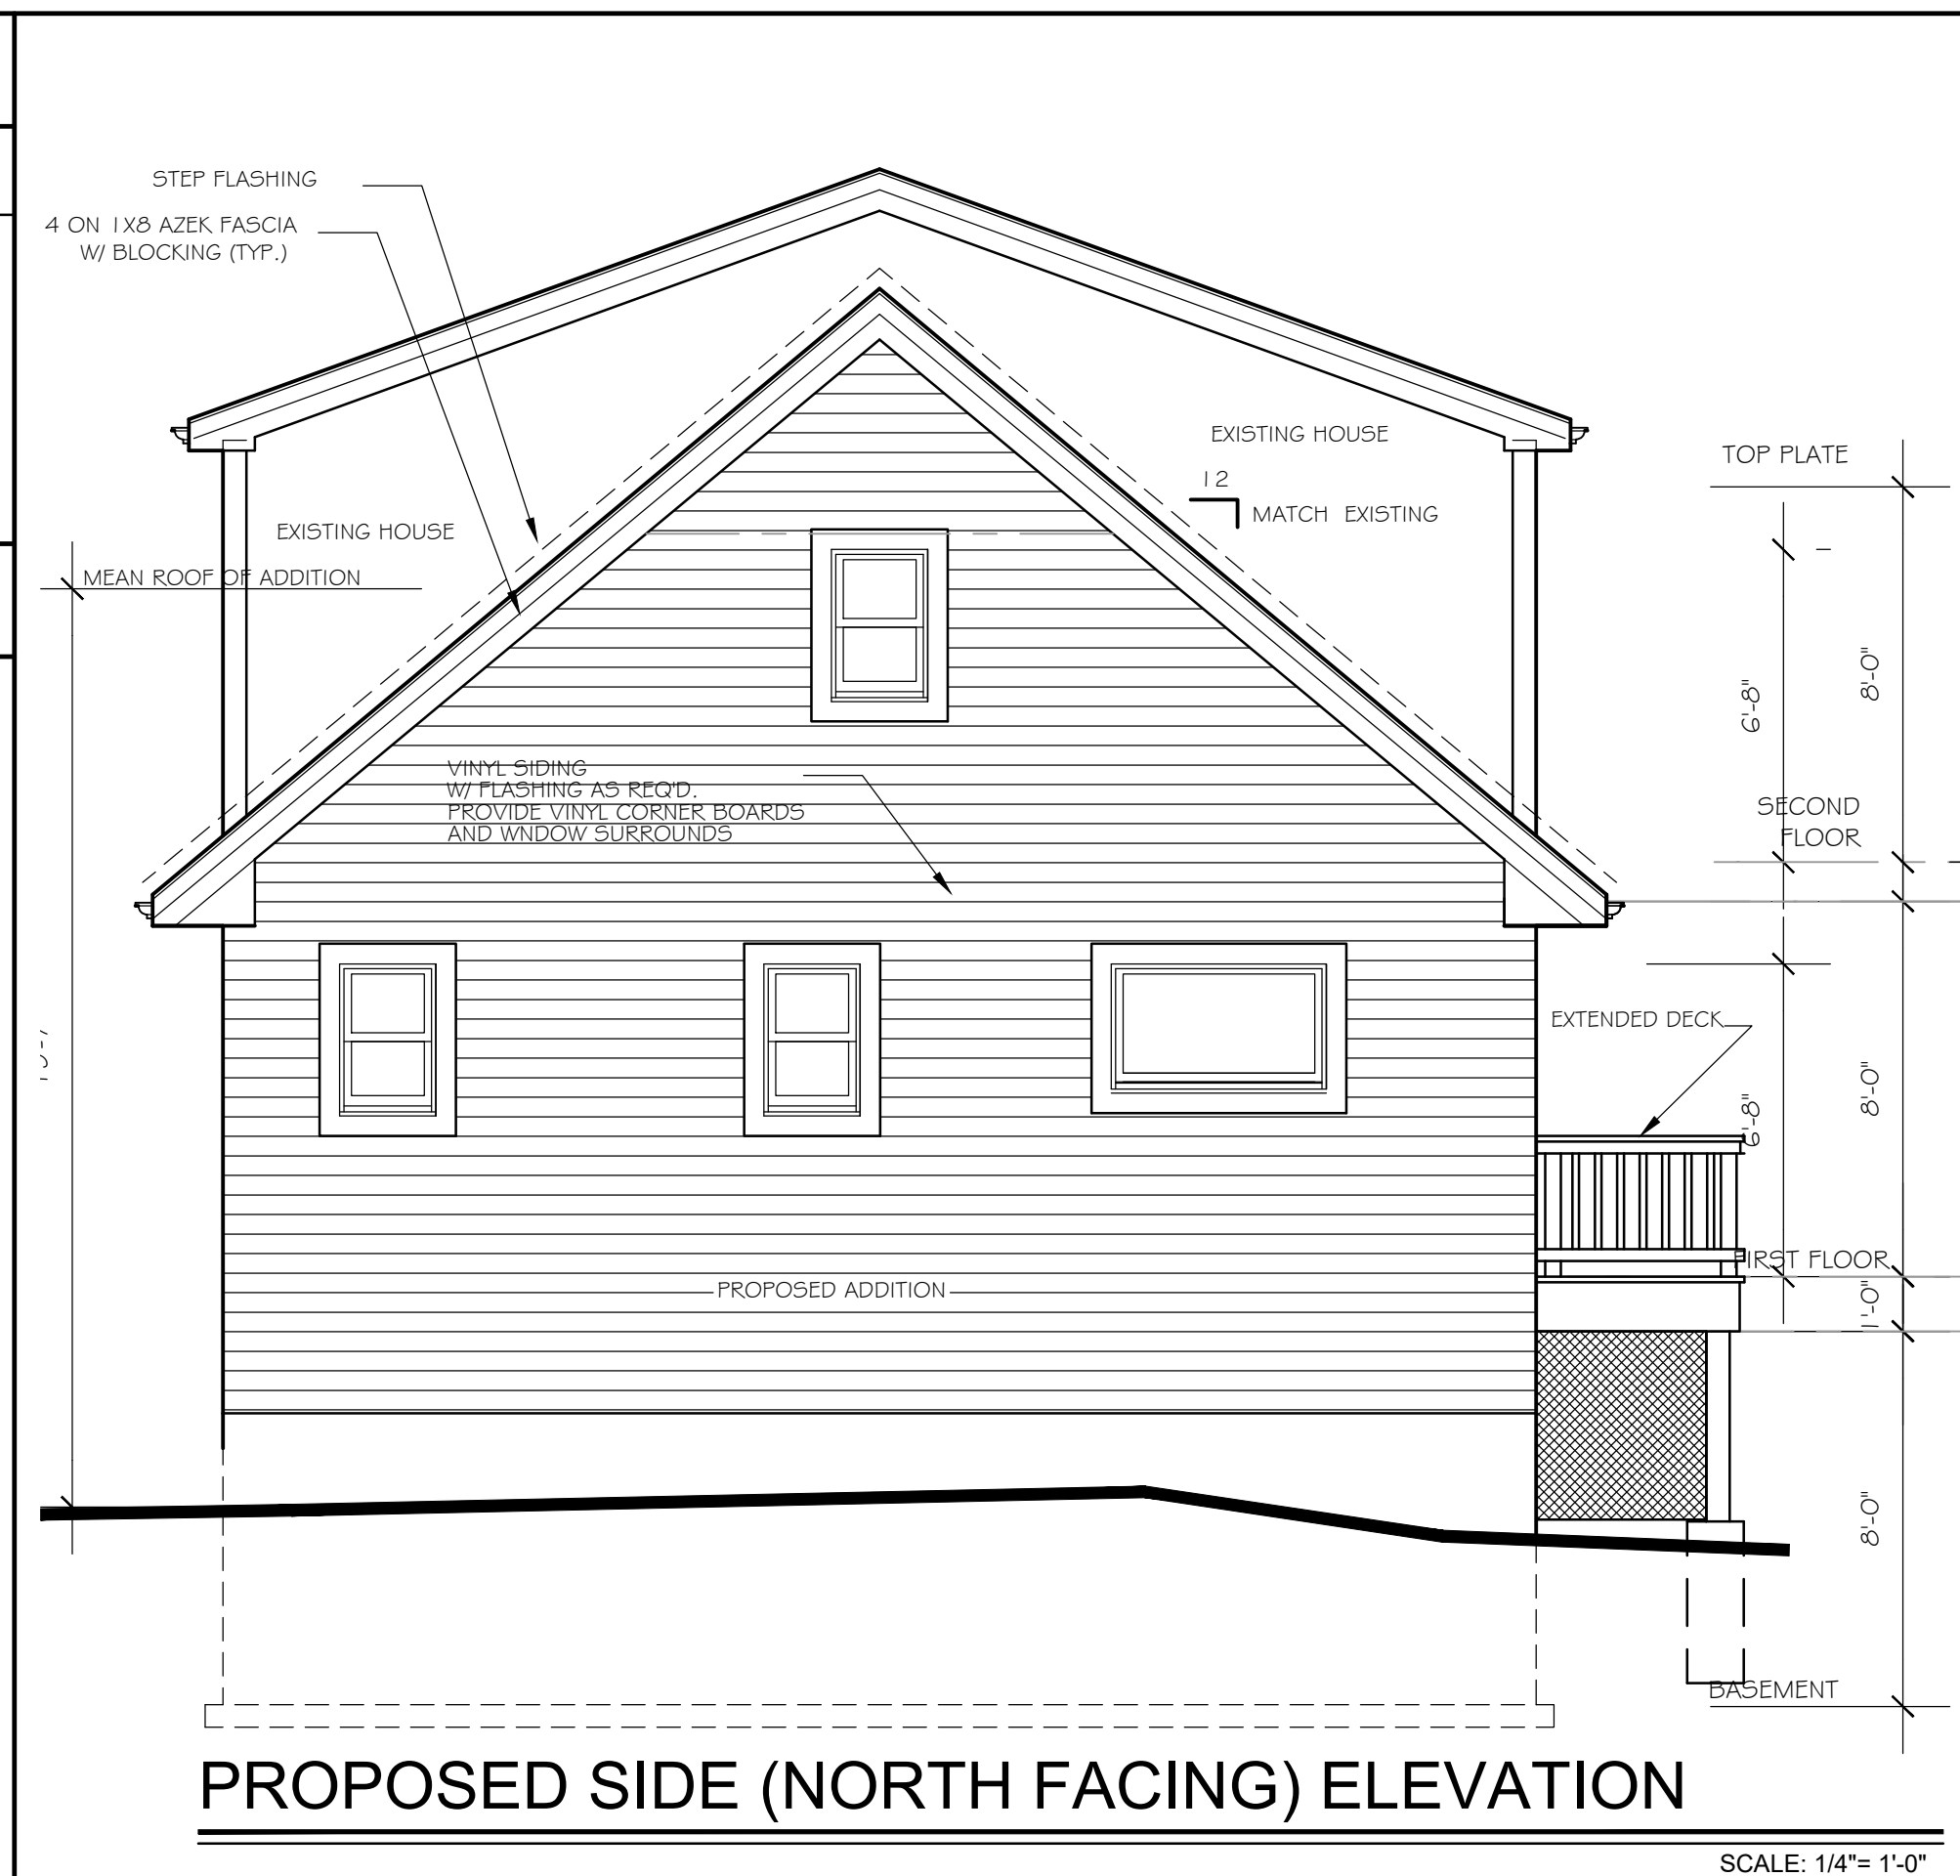 STEP FLASHING
4 ON 1X8 AZEK FASCIA
W/ BLOCKING (TYP.)
EXISTING HOUSE
12
MATCH EXISTING
TOP PLATE
EXISTING HOUSE
MEAN ROOF OF ADDITION
6'-8"
8'-0"
VINYL SIDING
W/ FLASHING AS REQ'D.
PROVIDE VINYL CORNER BOARDS
AND WNDOW SURROUNDS
SECOND
FLOOR
EXTENDED DECK
6'-8"
8'-0"
FIRST FLOOR
PROPOSED ADDITION
1'-0"
8'-0"
BASEMENT
PROPOSED SIDE (NORTH FACING) ELEVATION
SCALE: 1/4"= 1'-0"